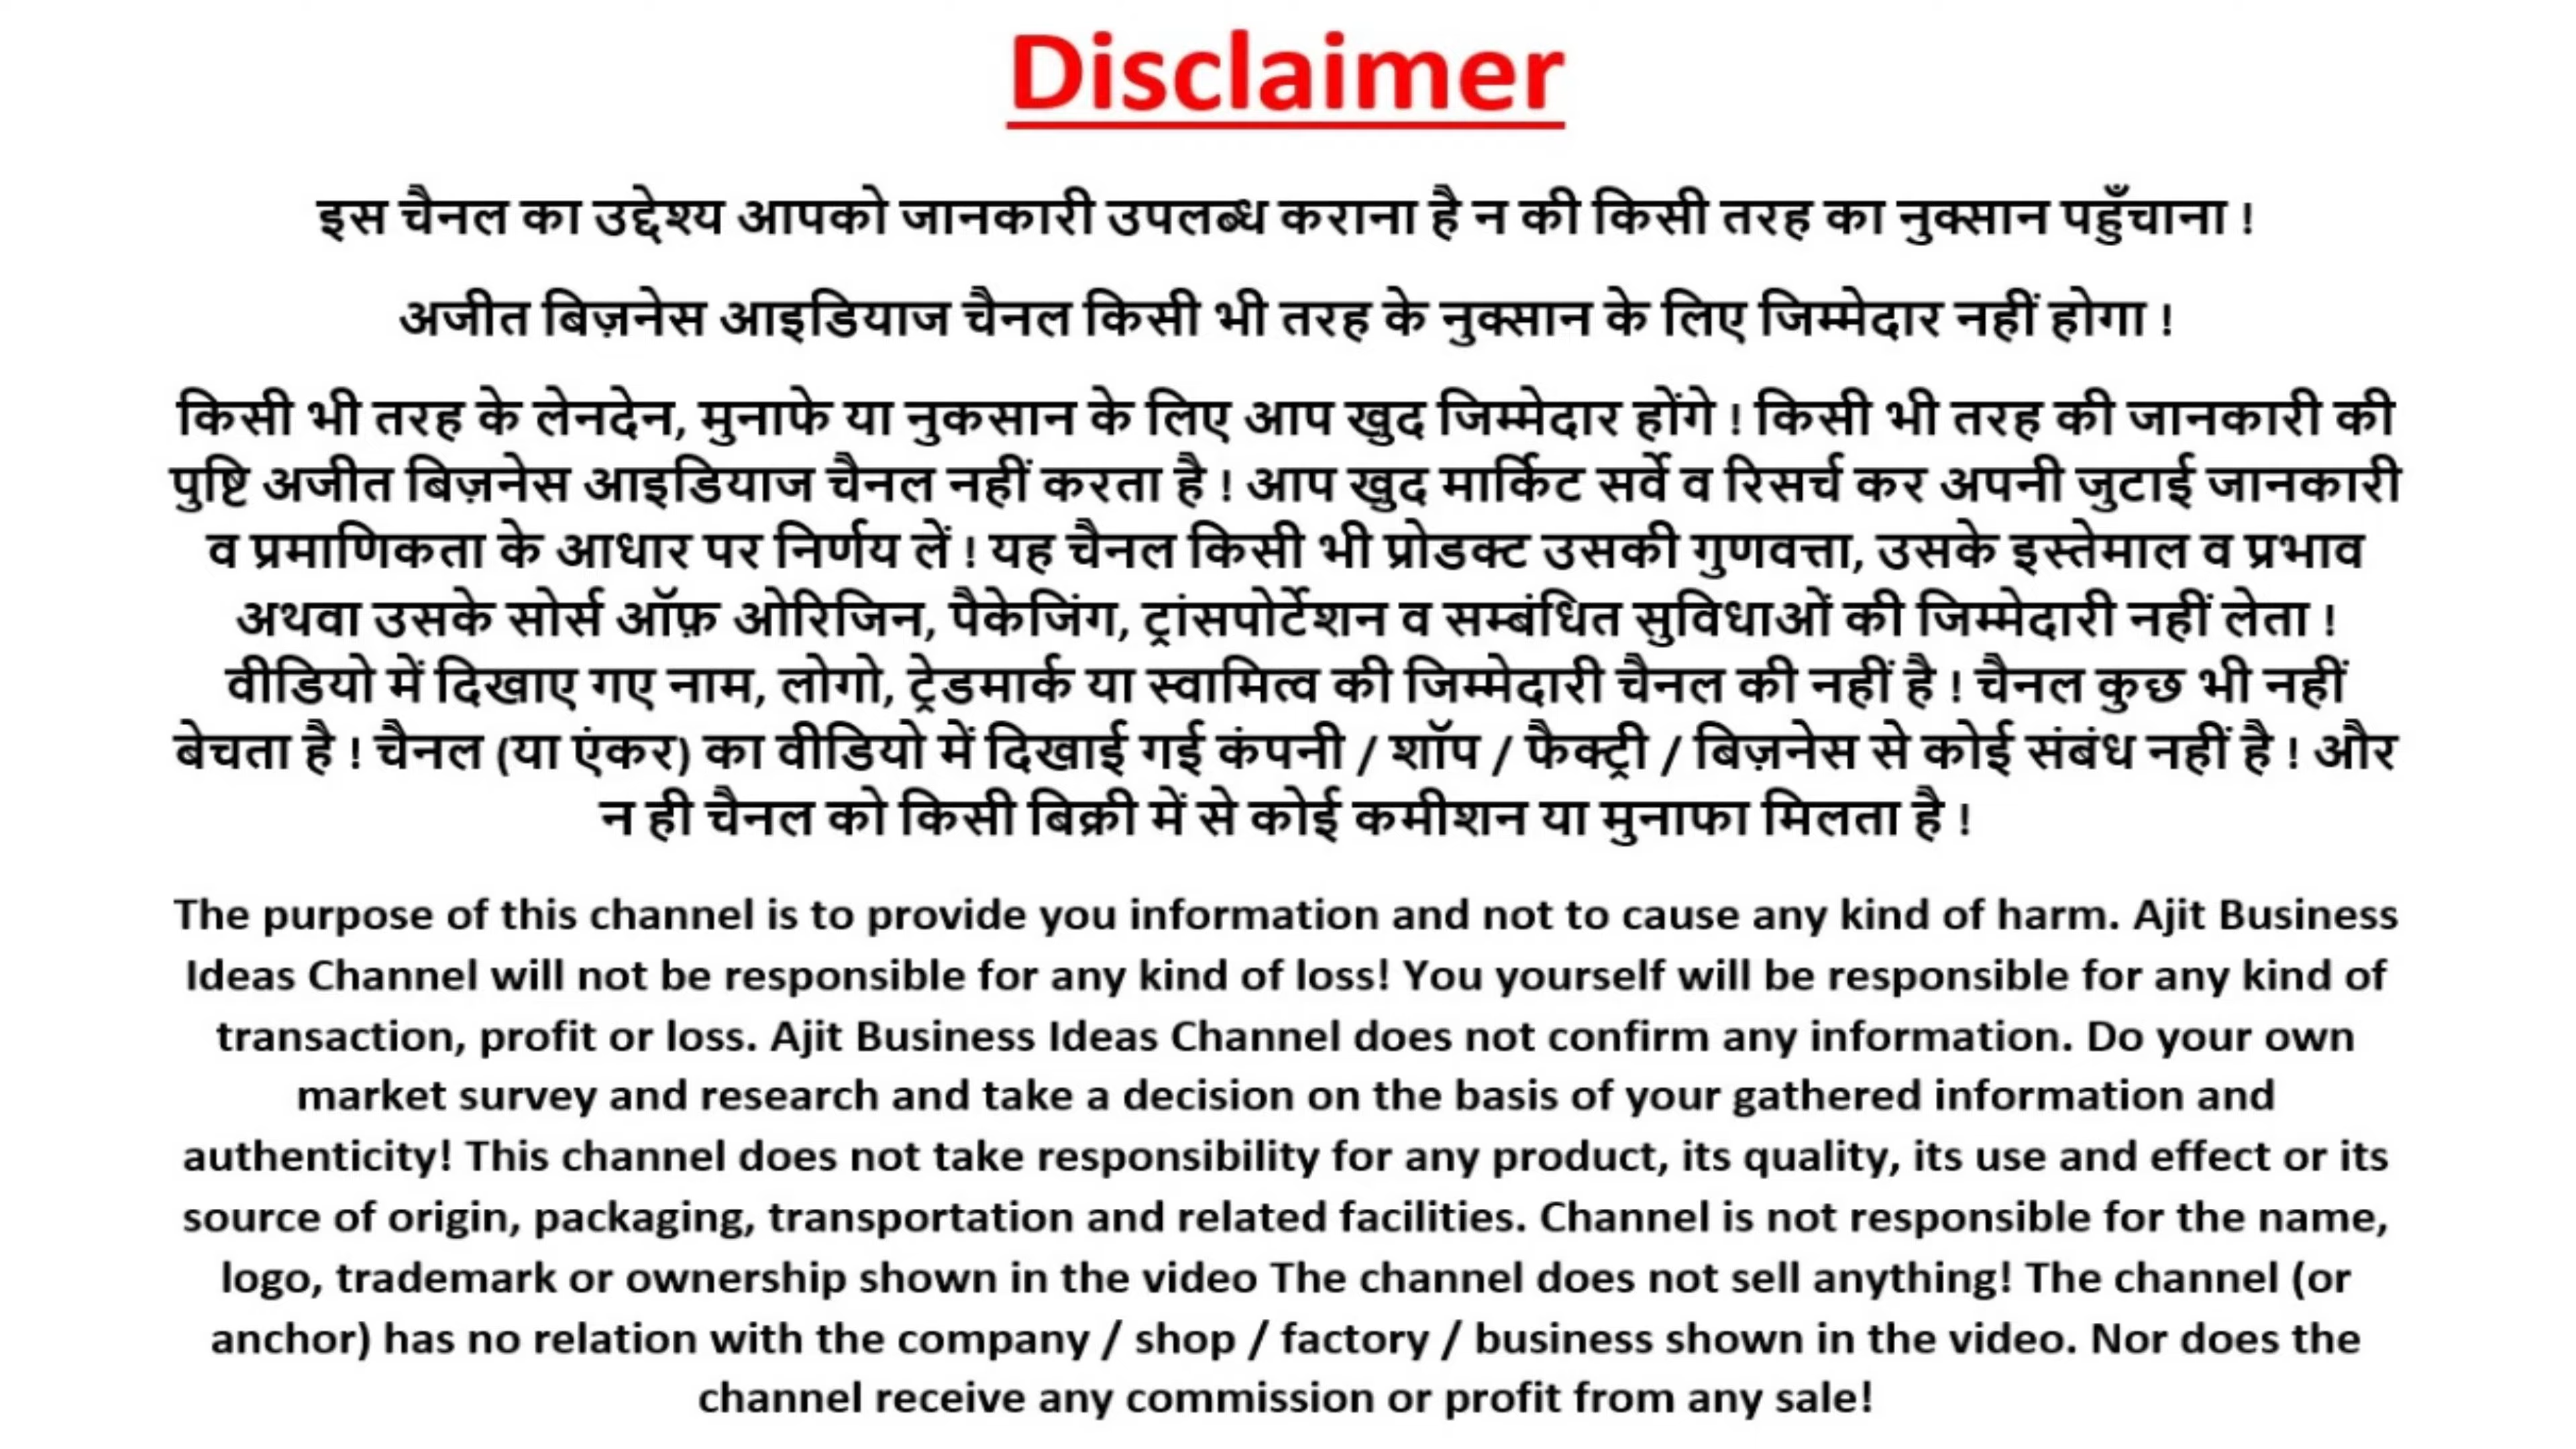 Disclaimer
इस चैनल का उद्देश्य आपको जानकारी उपलब्ध कराना है न की किसी तरह का नुक्सान पहुँचाना !
अजीत बिज़नेस आइडियाज चैनल किसी भी तरह के नुक्सान के लिए जिम्मेदार नहीं होगा !
किसी भी तरह के लेनदेन, मुनाफे या नुकसान के लिए आप खुद जिम्मेदार होंगे ! किसी भी तरह की जानकारी की
पुष्टि अजीत बिज़नेस आइडियाज चैनल नहीं करता है ! आप खुद मार्किट सर्वे व रिसर्च कर अपनी जुटाई जानकारी
व प्रमाणिकता के आधार पर निर्णय लें ! यह चैनल किसी भी प्रोडक्ट उसकी गुणवत्ता, उसके इस्तेमाल व प्रभाव
अथवा उसके सोर्स ऑफ़ ओरिजिन, पैकेजिंग, ट्रांसपोर्टेशन व सम्बंधित सुविधाओं की जिम्मेदारी नहीं लेता !
वीडियो में दिखाए गए नाम, लोगो, ट्रेडमार्क या स्वामित्व की जिम्मेदारी चैनल की नहीं है ! चैनल कुछ भी नहीं
बेचता है ! चैनल (या एंकर) का वीडियो में दिखाई गई कंपनी / शॉप / फैक्ट्री / बिज़नेस से कोई संबंध नहीं है ! और
न ही चैनल को किसी बिक्री में से कोई कमीशन या मुनाफा मिलता है !
The purpose of this channel is to provide you information and not to cause any kind of harm. Ajit Business
Ideas Channel will not be responsible for any kind of loss! You yourself will be responsible for any kind of
transaction, profit or loss. Ajit Business Ideas Channel does not confirm any information. Do your own
market survey and research and take a decision on the basis of your gathered information and
authenticity! This channel does not take responsibility for any product, its quality, its use and effect or its
source of origin, packaging, transportation and related facilities. Channel is not responsible for the name,
logo, trademark or ownership shown in the video The channel does not sell anything! The channel (or
anchor) has no relation with the company / shop / factory / business shown in the video. Nor does the
channel receive any commission or profit from any sale!